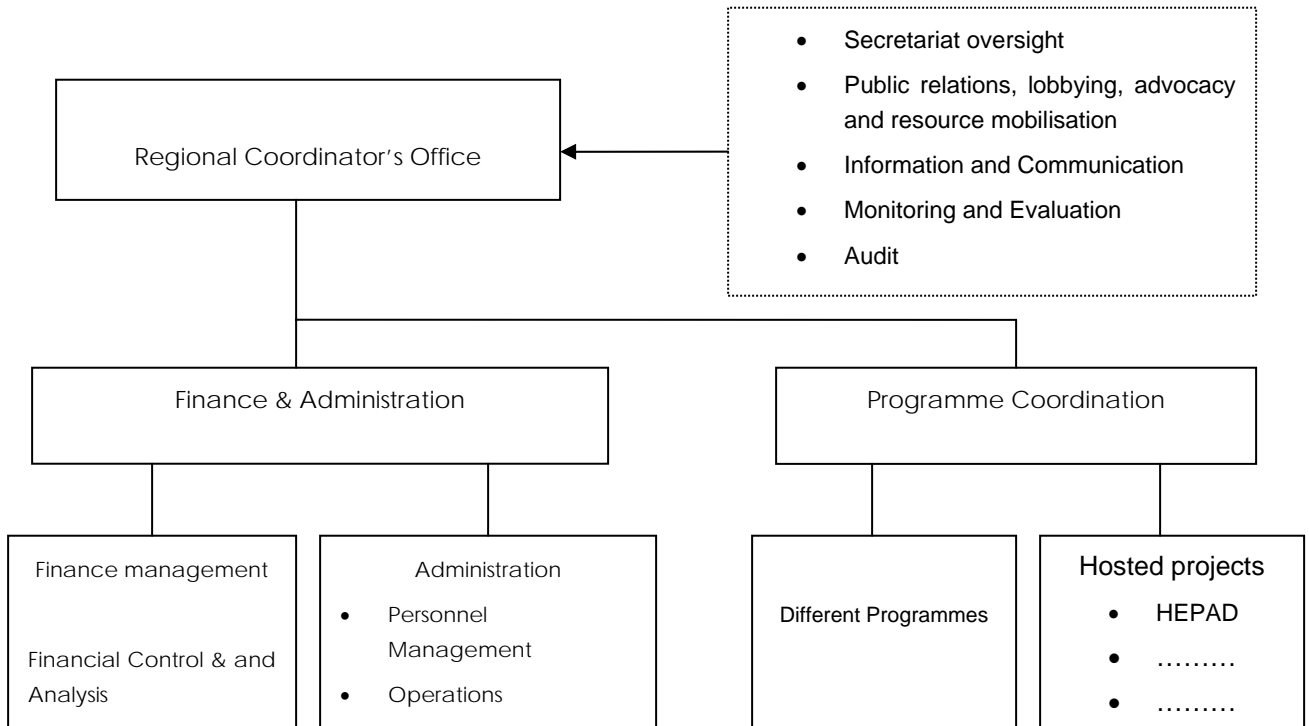 • Secretariat oversight
• Public relations, lobbying, advocacy
and resource mobilisation
• Information and Communication
• Monitoring and Evaluation
• Audit
Regional Coordinator's Office
Finance & Administration
Programme Coordination
Finance management
Financial Control & and
Analysis
Administration
• Personnel
Management
• Operations
Different Programmes
Hosted projects
• HEPAD
• .........
• .........